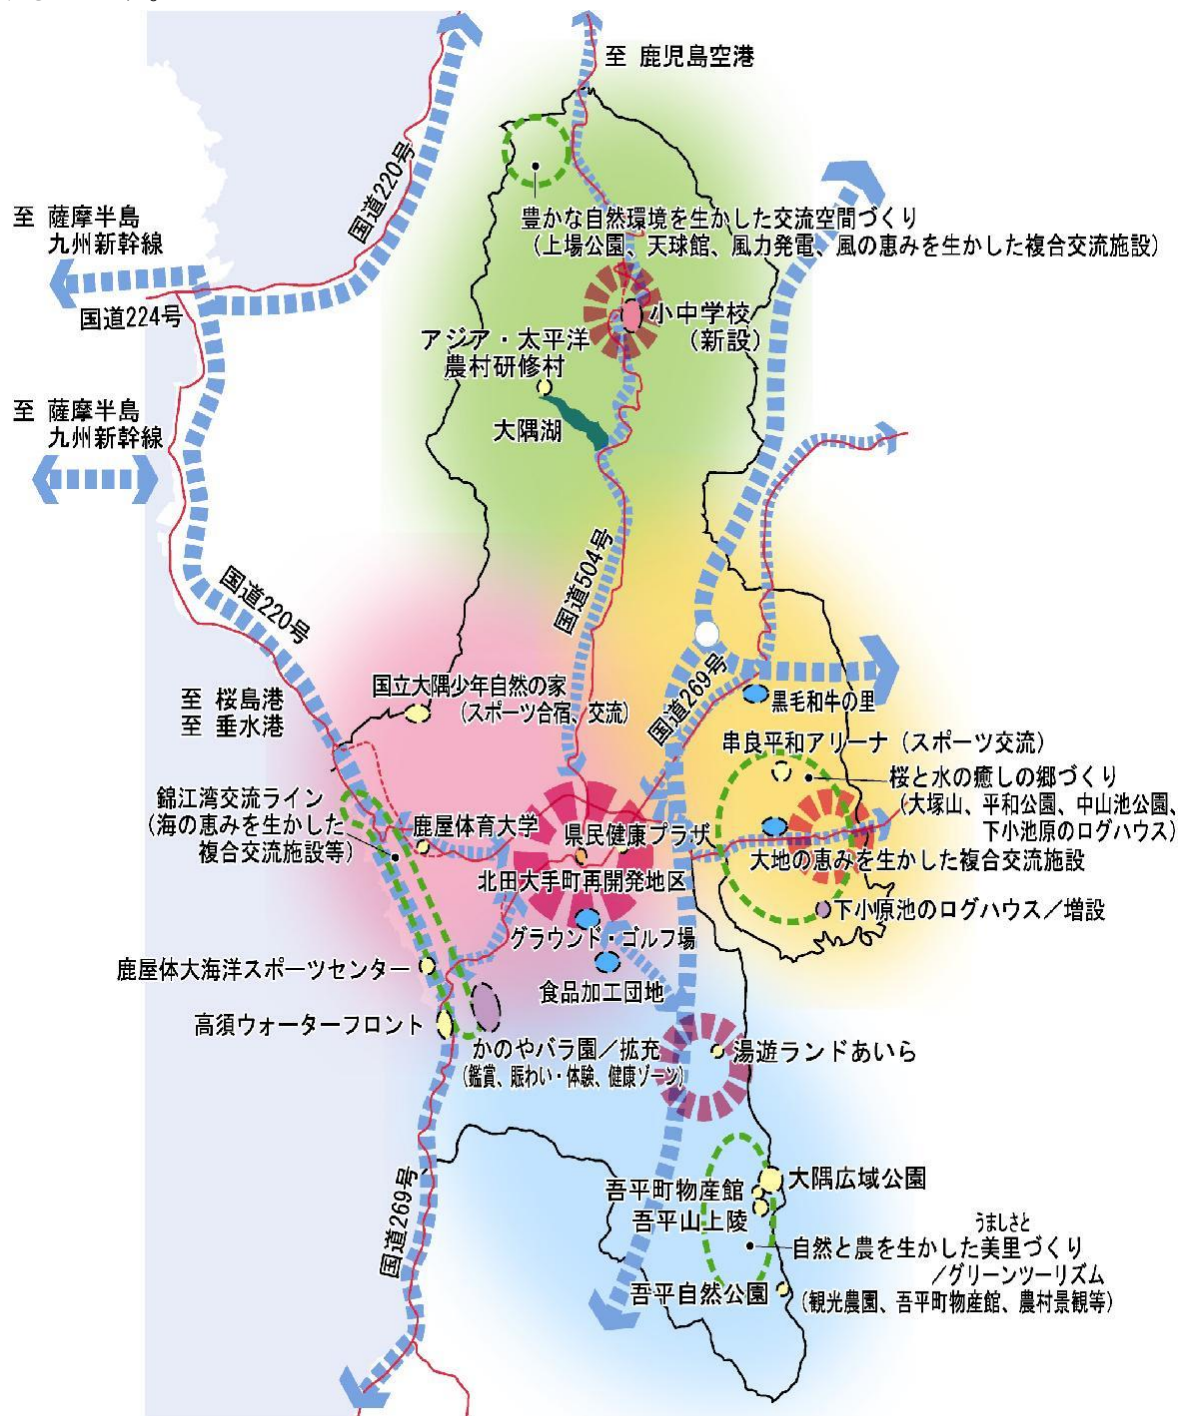 至 鹿児島空港
国道220号
至 薩摩半島
九州新幹線
豊かな自然環境を生かした交流空間づくり
(上場公園、天球館、風力発電、風の恵みを生かした複合交流施設)
国道224号
小中学校
(新設)
アジア・太平洋
農村研修村
至 薩摩半島
九州新幹線
大隅湖
国道504号
国道220号
国道269号
国立大隅少年自然の家
(スポーツ合宿、交流)
至 桜島港
至 垂水港
黒毛和牛の里
串良平和アリーナ(スポーツ交流)
桜と水の癒しの郷づくり
(大塚山、平和公園、中山池公園、
下小池原のログハウス)
錦江湾交流ライン
(海の恵みを生かした
複合交流施設等)
鹿屋体育大学
県民健康プラザ
大地の恵みを生かした複合交流施設
北田大手町再開発地区
下小原池のログハウス/増設
グラウンド・ゴルフ場
鹿屋体大海洋スポーツセンター
食品加工団地
高須ウォーターフロント
かのやバラ園/拡充
(鑑賞、賑わい・体験、健康ゾーン)
湯遊ランドあいら
国道269号
大隅広域公園
吾平町物産館
吾平山上陵
うましさと
自然と農を生かした美里づくり
/グリーンツーリズム
(観光農園、吾平町物産館、農村景観等)
吾平自然公園